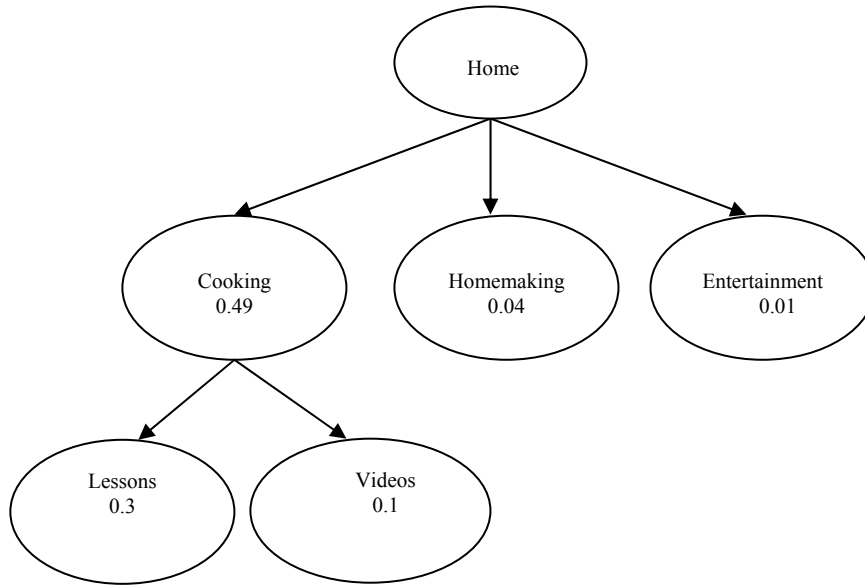 Home
Cooking
0.49
Homemaking
0.04
Entertainment
0.01
Lessons
0.3
Videos
0.1